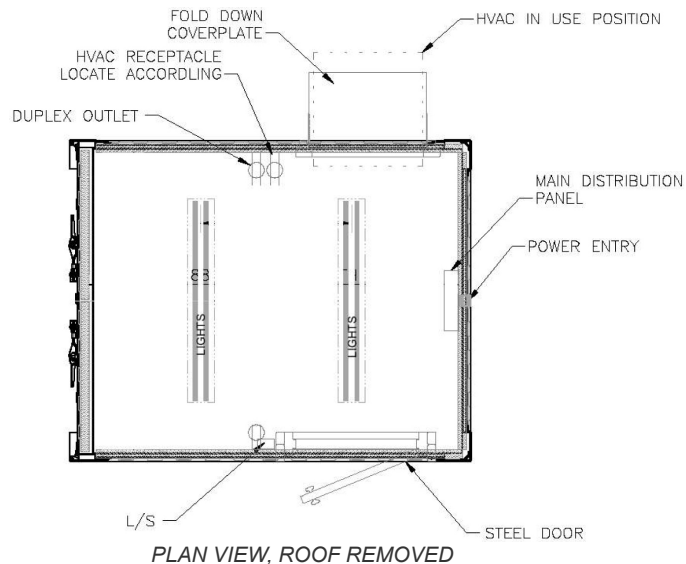 FOLD DOWN
COVERPLATE
HVAC IN USE POSITION
HVAC RECEPTACLE
LOCATE ACCORDLING
DUPLEX OUTLET
MAIN DISTRIBUTION
PANEL
POWER ENTRY
LIGHTS
LIGHTS
L/S
STEEL DOOR
PLAN VIEW, ROOF REMOVED